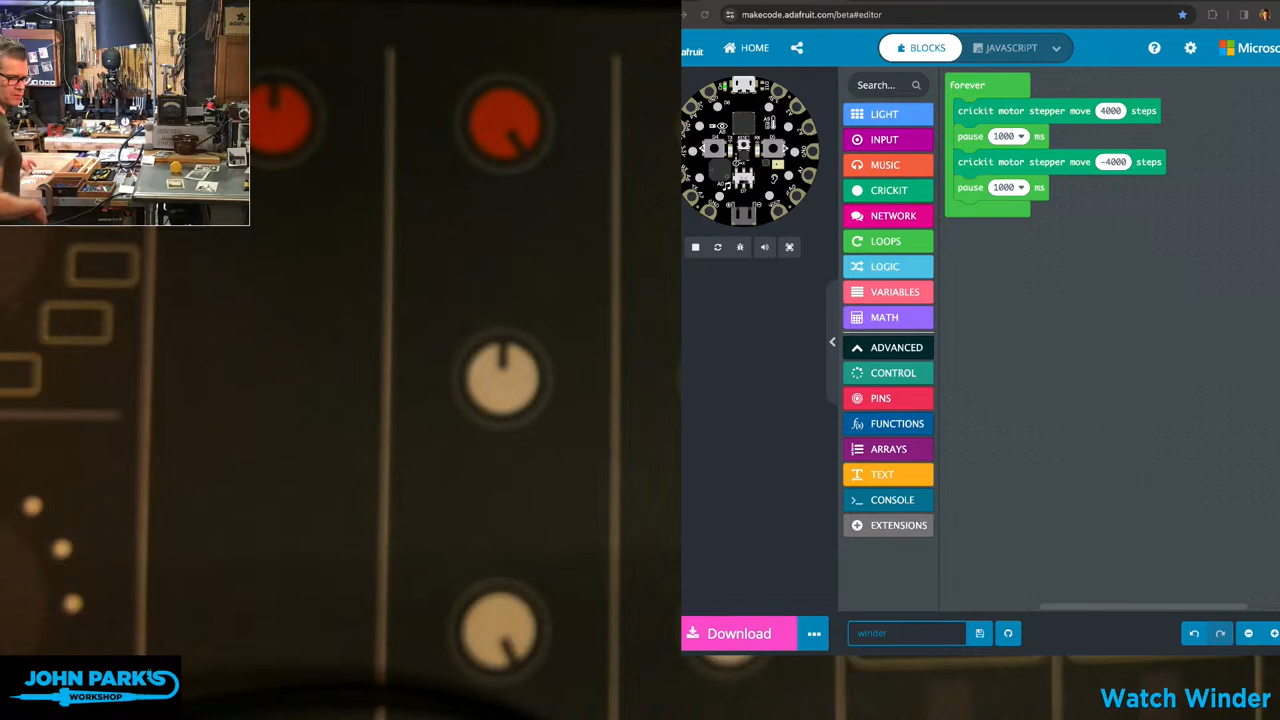 makecode.adafruit.com/beta#editor
afruit
HOME
BLOCKS
JAVASCRIPT
Microso
Search...
LIGHT
INPUT
MUSIC
CRICKIT
NETWORK
LOOPS
LOGIC
VARIABLES
MATH
ADVANCED
CONTROL
PINS
FUNCTIONS
ARRAYS
TEXT
CONSOLE
EXTENSIONS
forever
crickit motor stepper move 4000 steps
pause 1000 ms
crickit motor stepper move -4000 steps
pause 1000 ms
Download
winder
JOHN PARK'S
WORKSHOP
Watch Winder